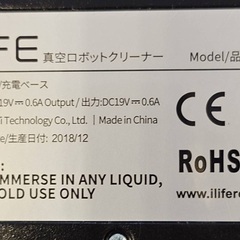 FE 真空ロボットクリーナー Model/品
/充電ベース
19V⎓0.6A Output / 出力:DC19V⎓0.6A
i Technology Co., Ltd. | Made in China
e/生産日付: 2018/12
CE
RoHS
:
MMERSE IN ANY LIQUID,
OLD USE ONLY
www.ilifero